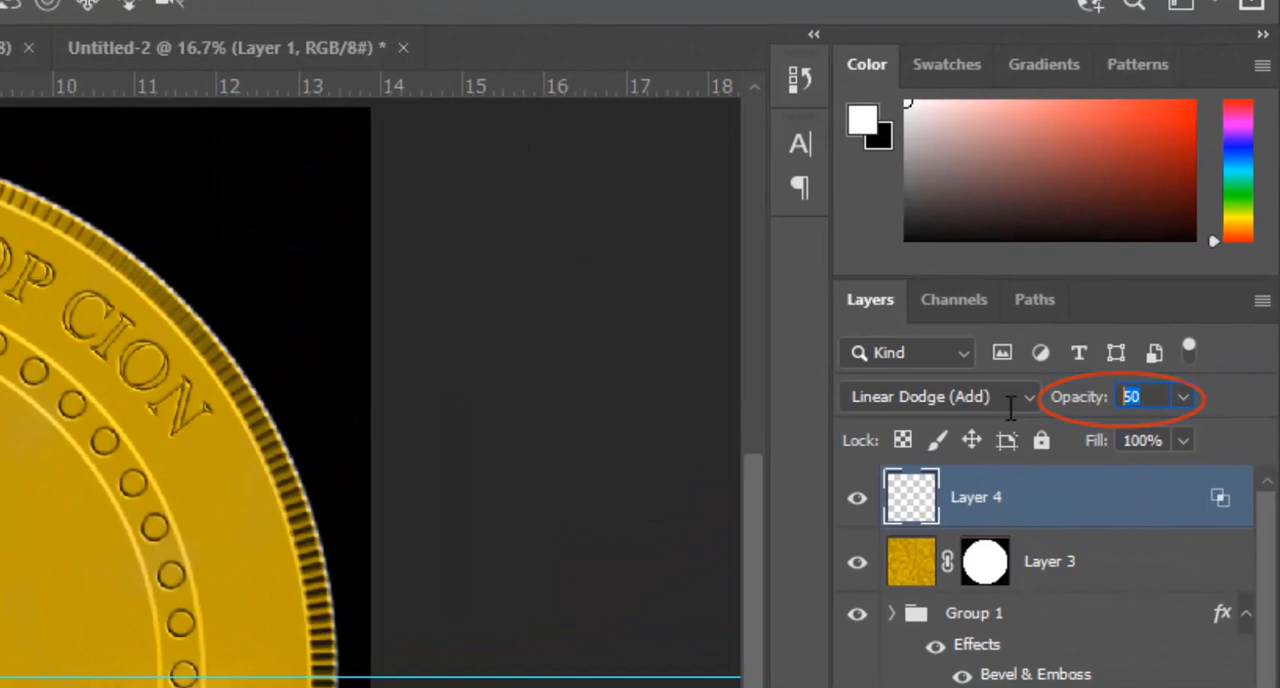 8) × Untitled-2 @ 16.7% (Layer 1, RGB/8#) * ×
10 11 12 13 14 15 16 17 18
Color Swatches Gradients Patterns
A|
¶
OP CION
Layers Channels Paths
Kind T
Linear Dodge (Add) Opacity: 50
Lock: Fill: 100%
Layer 4
Layer 3
Group 1 fx
Effects
Bevel & Emboss